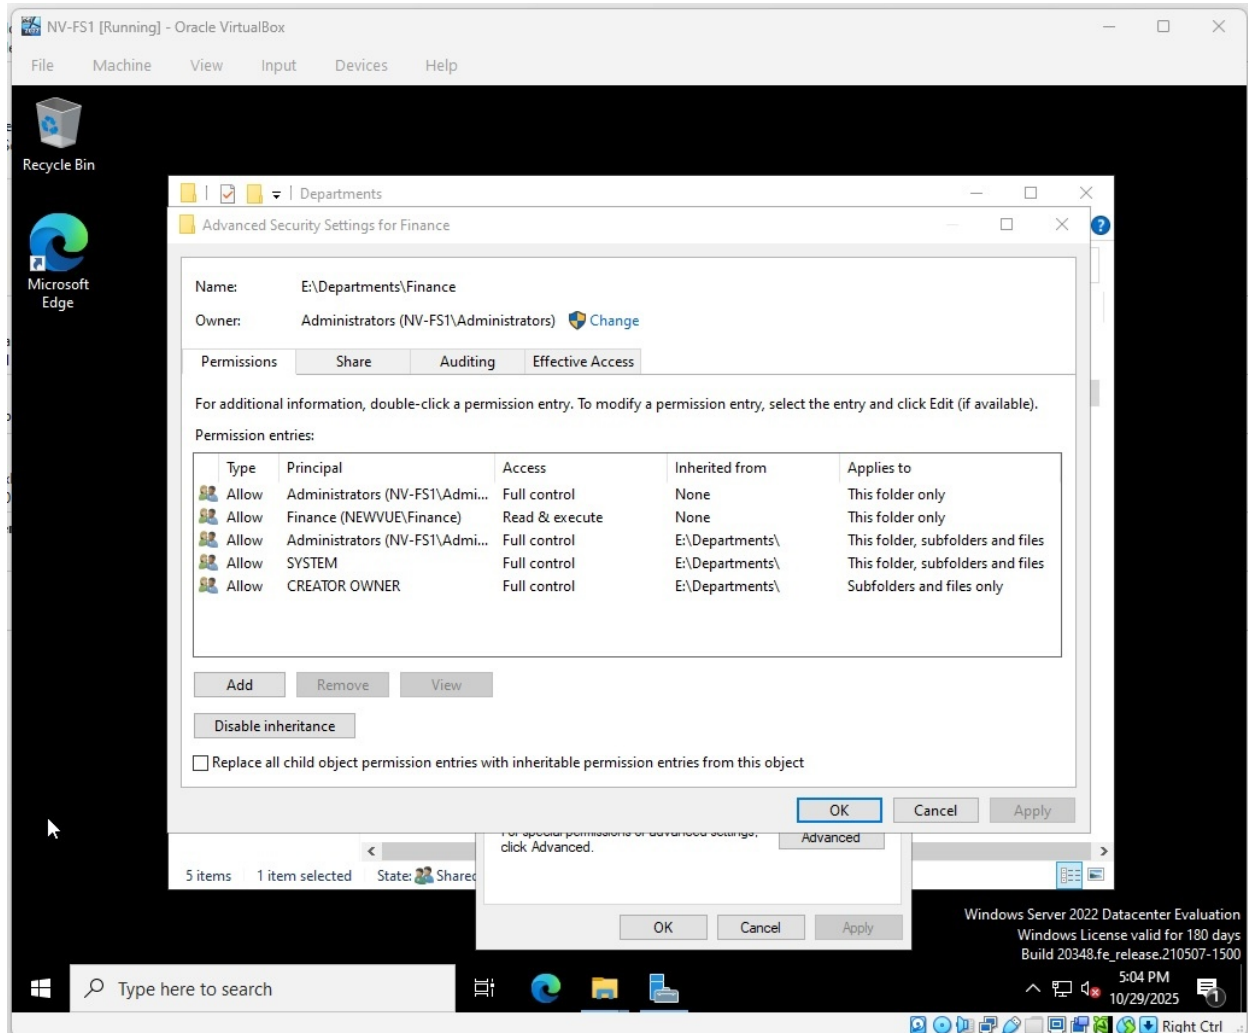 NV-FS1 [Running] - Oracle VirtualBox
File Machine View Input Devices Help
Recycle Bin
Microsoft
Edge
Departments
Advanced Security Settings for Finance
Name: E:\Departments\Finance
Owner: Administrators (NV-FS1\Administrators) Change
Permissions Share Auditing Effective Access
For additional information, double-click a permission entry. To modify a permission entry, select the entry and click Edit (if available).
Permission entries:
Type Principal Access Inherited from Applies to
Allow Administrators (NV-FS1\Admi... Full control None This folder only
Allow Finance (NEWVUE\Finance) Read & execute None This folder only
Allow Administrators (NV-FS1\Admi... Full control E:\Departments\ This folder, subfolders and files
Allow SYSTEM Full control E:\Departments\ This folder, subfolders and files
Allow CREATOR OWNER Full control E:\Departments\ Subfolders and files only
Add Remove View
Disable inheritance
Replace all child object permission entries with inheritable permission entries from this object
OK Cancel Apply
For special permissions or advanced settings,
click Advanced.
Advanced
5 items 1 item selected State: Shared
OK Cancel Apply
Windows Server 2022 Datacenter Evaluation
Windows License valid for 180 days
Build 20348.fe_release.210507-1500
Type here to search
5:04 PM
10/29/2025
1
Right Ctrl